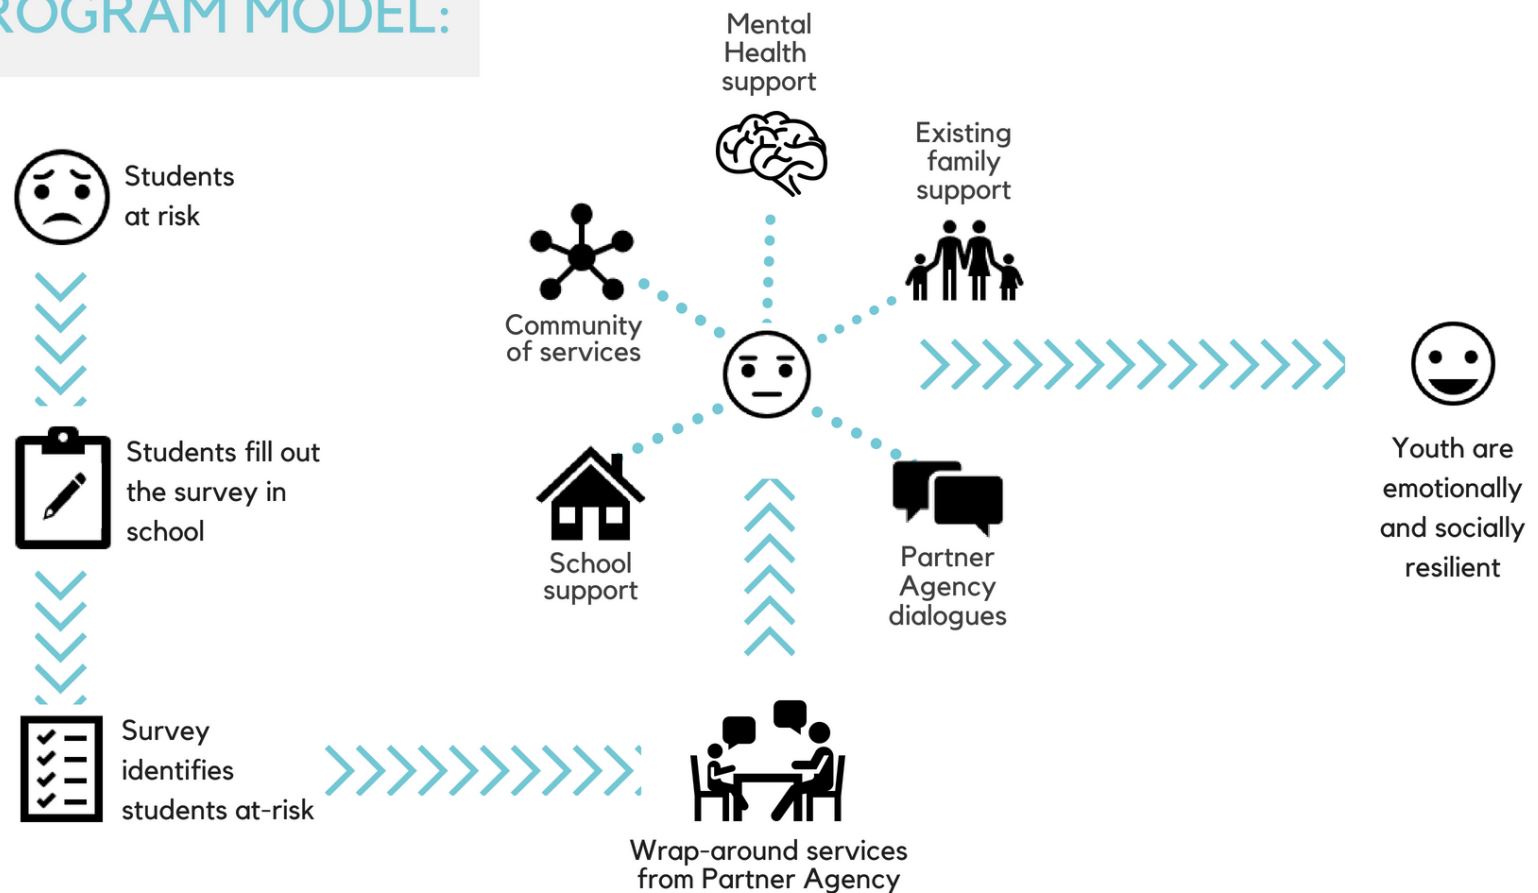 ROGRAM MODEL:
Students
at risk
Students fill out
the survey in
school
Survey
identifies
students at-risk
Wrap-around services
from Partner Agency
Mental
Health
support
Existing
family
support
Community
of services
School
support
Partner
Agency
dialogues
Youth are
emotionally
and socially
resilient